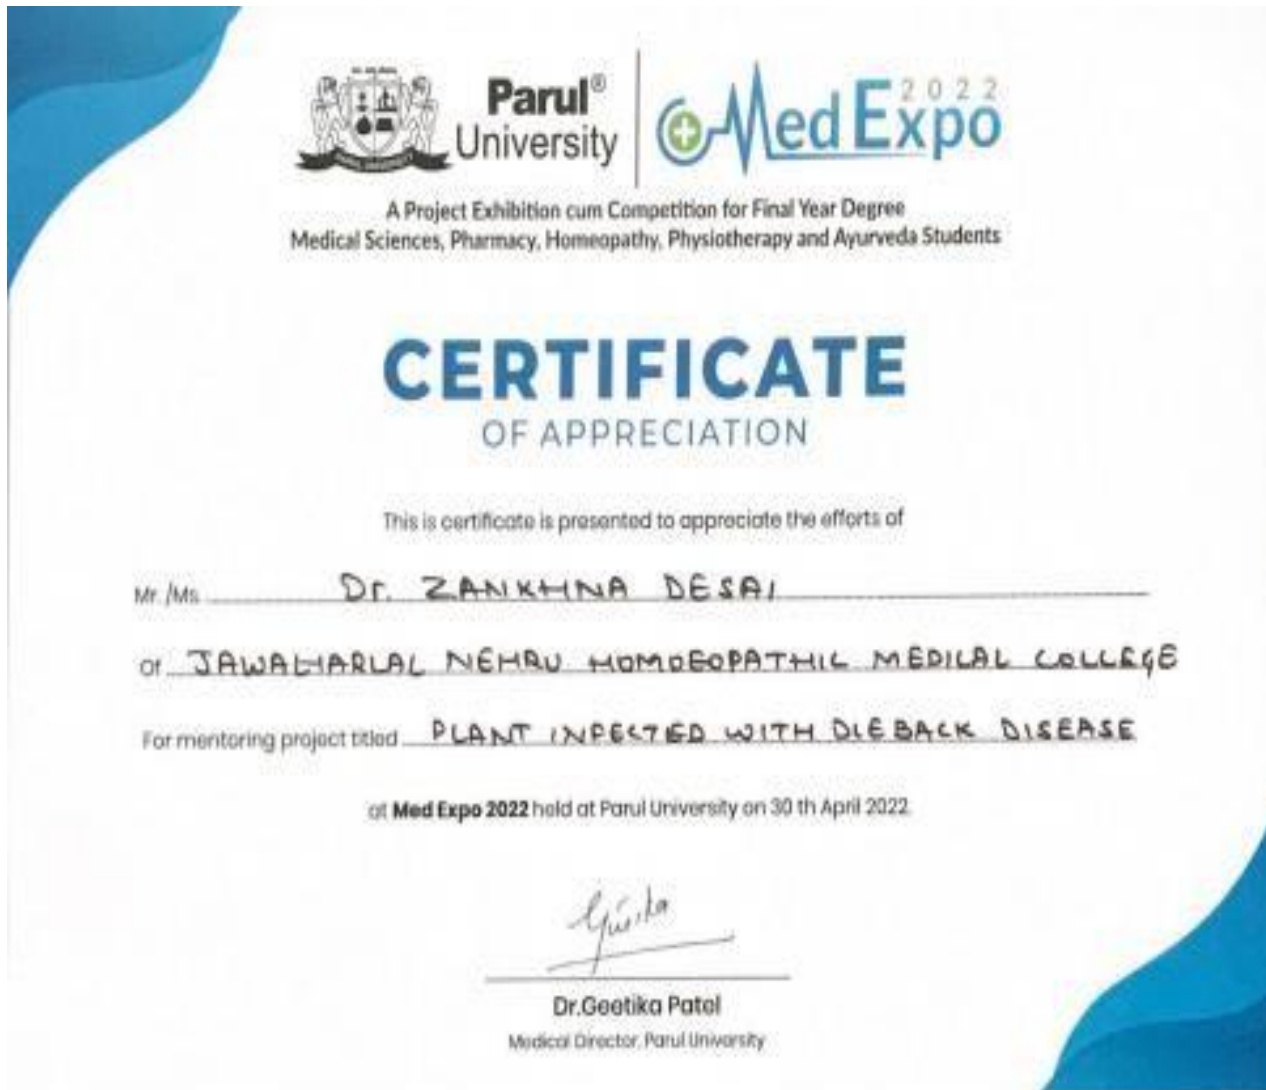 Parul®
University
Med Expo
2022
A Project Exhibition cum Competition for Final Year Degree
Medical Sciences, Pharmacy, Homeopathy, Physiotherapy and Ayurveda Students
CERTIFICATE
OF APPRECIATION
This is certificate is presented to appreciate the efforts of
Mr./Ms. Dr. ZANKHNA DESAI
Of JAWAHARLAL NEHRU HOMOEOPATHIC MEDICAL COLLEGE
For mentoring project titled PLANT INFECTED WITH DIEBACK DISEASE
at Med Expo 2022 held at Parul University on 30 th April 2022.
Dr.Geetika Patel
Medical Director, Parul University